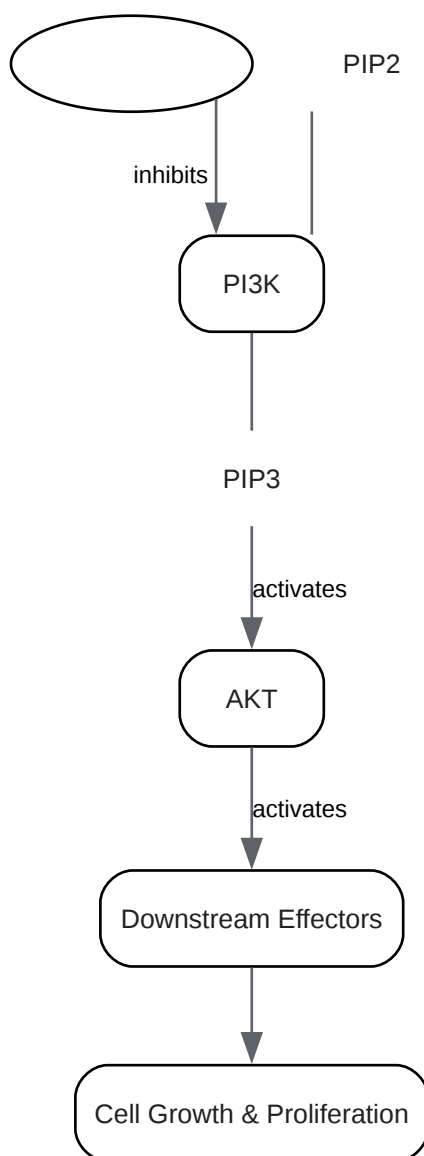 PIP2
inhibits
PI3K
PIP3
activates
AKT
activates
Downstream Effectors
Cell Growth & Proliferation